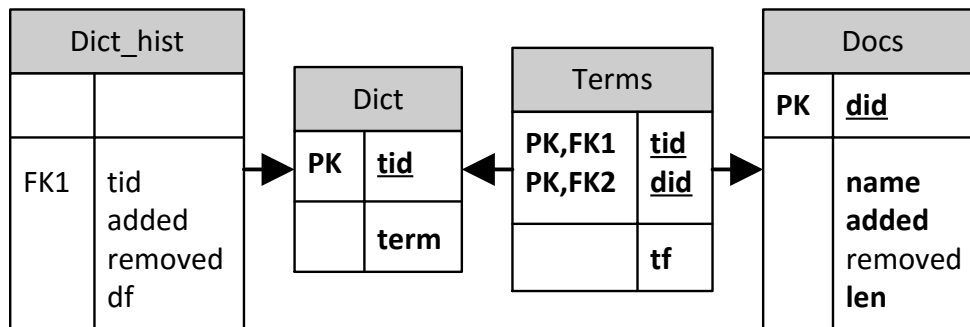 Dict_hist
FK1 tid
added
removed
df
Dict
PK tid
term
Terms
PK,FK1 tid
PK,FK2 did
tf
Docs
PK did
name
added
removed
len